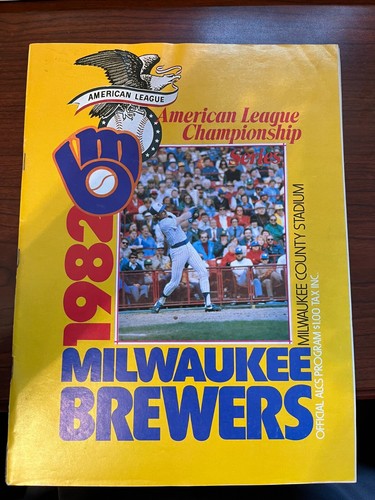 AMERICAN LEAGUE
American League
Championship
Series
1982
MILWAUKEE COUNTY STADIUM
OFFICIAL ALCS PROGRAM $1.00 TAX INC.
MILWAUKEE
BREWERS